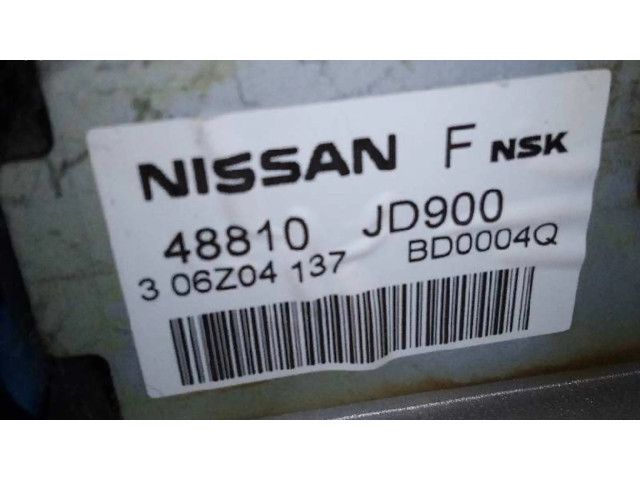 NISSAN F NSK
48810 JD900
3 06Z04 137 BD0004Q